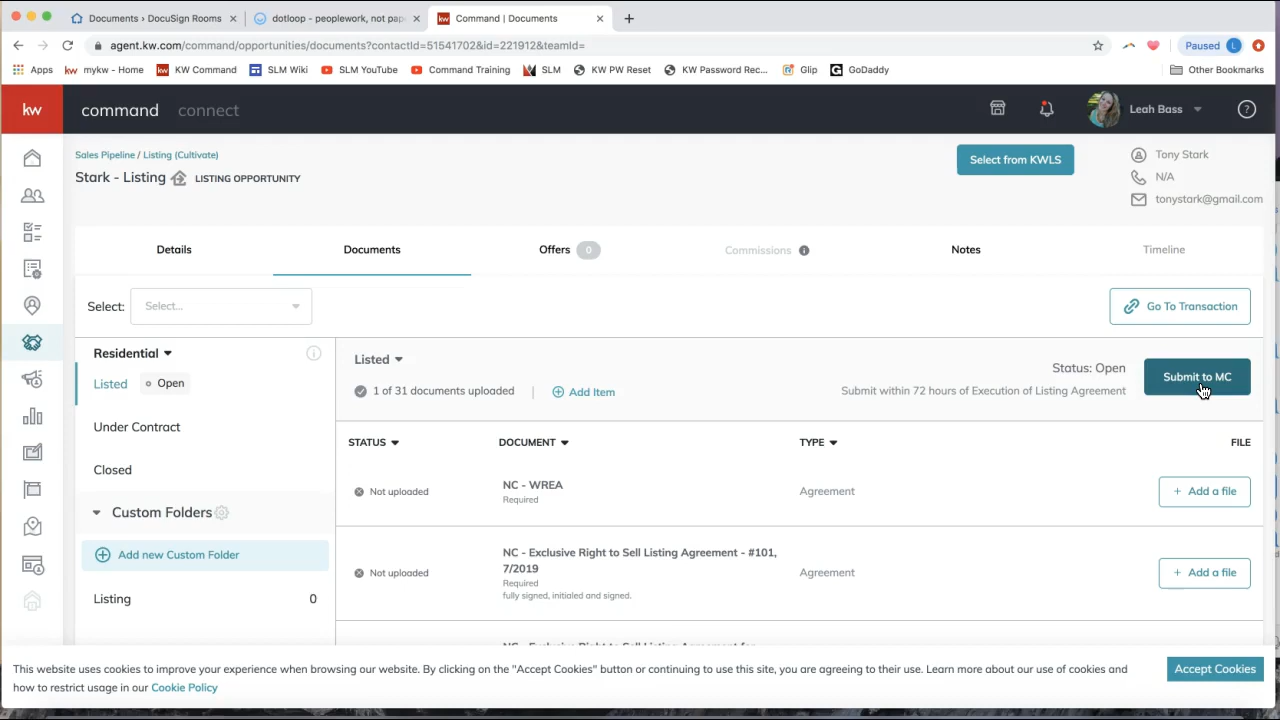 Documents › DocuSign Rooms
dotloop - peoplework, not pap
Command | Documents
agent.kw.com/command/opportunities/documents?contactId=51541702&id=221912&teamId=
Paused L
Apps
kw mykw - Home
kw KW Command
SLM Wiki
SLM YouTube
Command Training
SLM
KW PW Reset
KW Password Rec...
Glip
GoDaddy
Other Bookmarks
kw
command connect
Leah Bass
Sales Pipeline / Listing (Cultivate)
Stark - Listing LISTING OPPORTUNITY
Select from KWLS
Tony Stark
N/A
tonystark@gmail.com
Details
Documents
Offers 0
Commissions
Notes
Timeline
Select: Select...
Go To Transaction
Residential
Listed Open
Under Contract
Closed
Custom Folders
Add new Custom Folder
Listing 0
Listed
1 of 31 documents uploaded | Add Item
Status: Open
Submit within 72 hours of Execution of Listing Agreement
Submit to MC
STATUS DOCUMENT TYPE FILE
Not uploaded
NC - WREA
Required
Agreement
+ Add a file
Not uploaded
NC - Exclusive Right to Sell Listing Agreement - #101,
7/2019
Required
fully signed, initialed and signed.
Agreement
+ Add a file
NC - Exclusive Right to Sell Listing Agreement for
This website uses cookies to improve your experience when browsing our website. By clicking on the "Accept Cookies" button or continuing to use this site, you are agreeing to their use. Learn more about our use of cookies and
how to restrict usage in our Cookie Policy
Accept Cookies